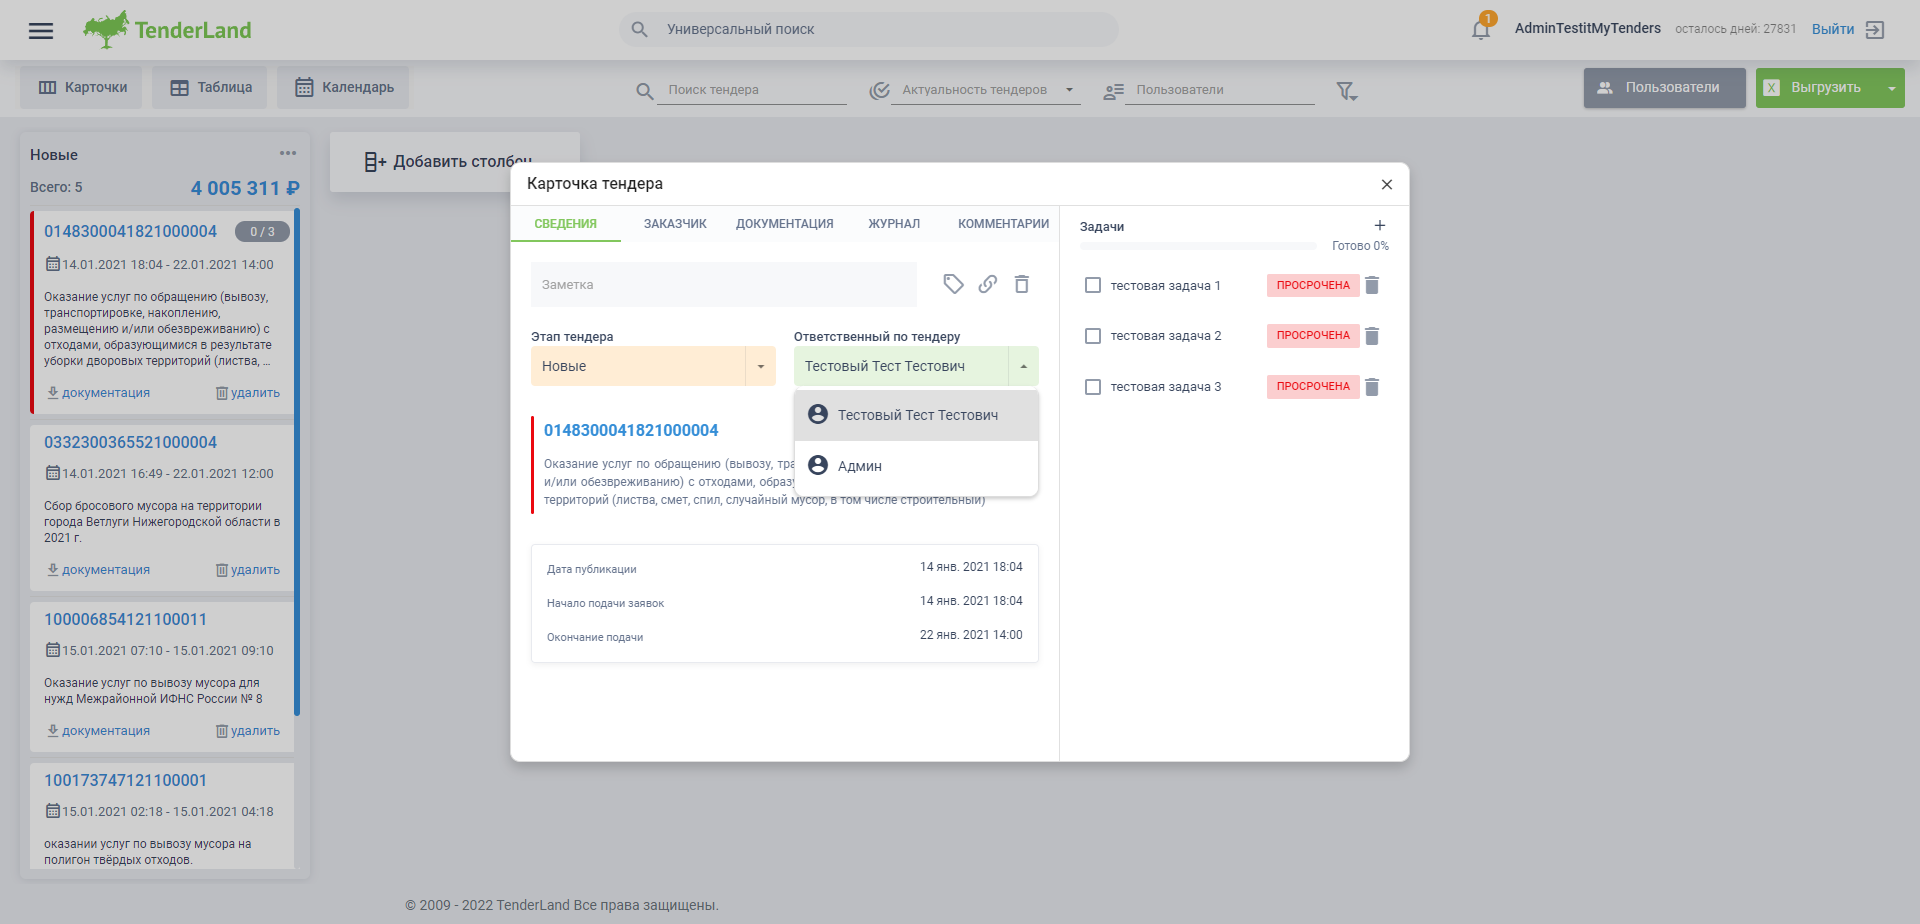 TenderLand
Универсальный поиск
1
AdminTestitMyTenders
осталось дней: 27831
Выйти
Карточки
Таблица
Календарь
Поиск тендера
Актуальность тендеров
Пользователи
Пользователи
X
Выгрузить
Новые
Всего: 5
4 005 311 ₽
0148300041821000004
0 / 3
14.01.2021 18:04 - 22.01.2021 14:00
Оказание услуг по обращению (вывозу,
транспортировке, накоплению,
размещению и/или обезвреживанию) с
отходами, образующимися в результате
уборки дворовых территорий (листва, ...
документация
удалить
0332300365521000004
14.01.2021 16:49 - 22.01.2021 12:00
Сбор бросового мусора на территории
города Ветлуги Нижегородской области в
2021 г.
документация
удалить
100006854121100011
15.01.2021 07:10 - 15.01.2021 09:10
Оказание услуг по вывозу мусора для
нужд Межрайонной ИФНС России № 8
документация
удалить
100173747121100001
15.01.2021 02:18 - 15.01.2021 04:18
оказании услуг по вывозу мусора на
полигон твёрдых отходов.
Добавить столбец
Карточка тендера
СВЕДЕНИЯ
ЗАКАЗЧИК
ДОКУМЕНТАЦИЯ
ЖУРНАЛ
КОММЕНТАРИИ
Заметка
Этап тендера
Новые
Ответственный по тендеру
Тестовый Тест Тестович
Тестовый Тест Тестович
Админ
0148300041821000004
Оказание услуг по обращению (вывозу,
и/или обезвреживанию) с отходами,
территорий (листва, смет, спил, случайный мусор, в том числе строительный)
Дата публикации
14 янв. 2021 18:04
Начало подачи заявок
14 янв. 2021 18:04
Окончание подачи
22 янв. 2021 14:00
Задачи
Готово 0%
тестовая задача 1
ПРОСРОЧЕНА
тестовая задача 2
ПРОСРОЧЕНА
тестовая задача 3
ПРОСРОЧЕНА
© 2009 - 2022 TenderLand Все права защищены.